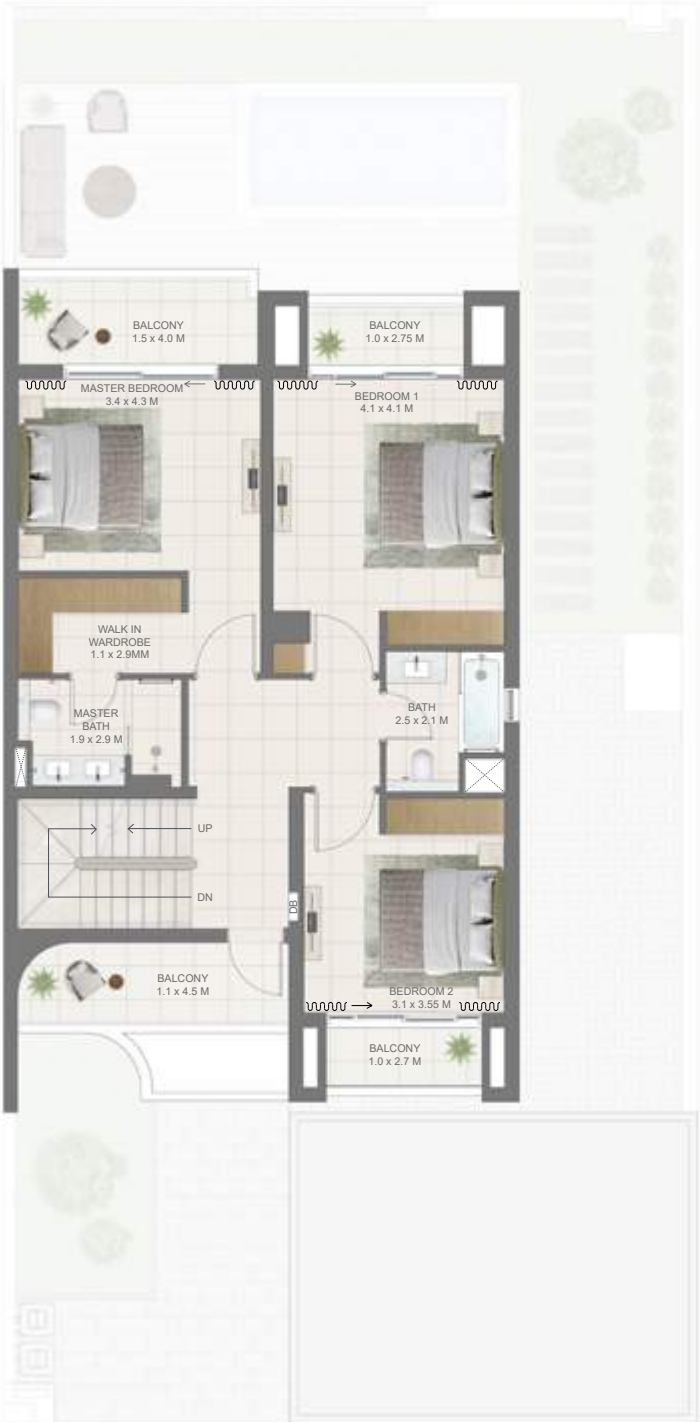 BALCONY
1.5 x 4.0 M
BALCONY
1.0 x 2.75 M
MASTER BEDROOM
3.4 x 4.3 M
BEDROOM 1
4.1 x 4.1 M
WALK IN
WARDROBE
1.1 x 2.9MM
MASTER
BATH
1.9 x 2.9 M
BATH
2.5 x 2.1 M
UP
DN
DB
BALCONY
1.1 x 4.5 M
BEDROOM 2
3.1 x 3.55 M
BALCONY
1.0 x 2.7 M